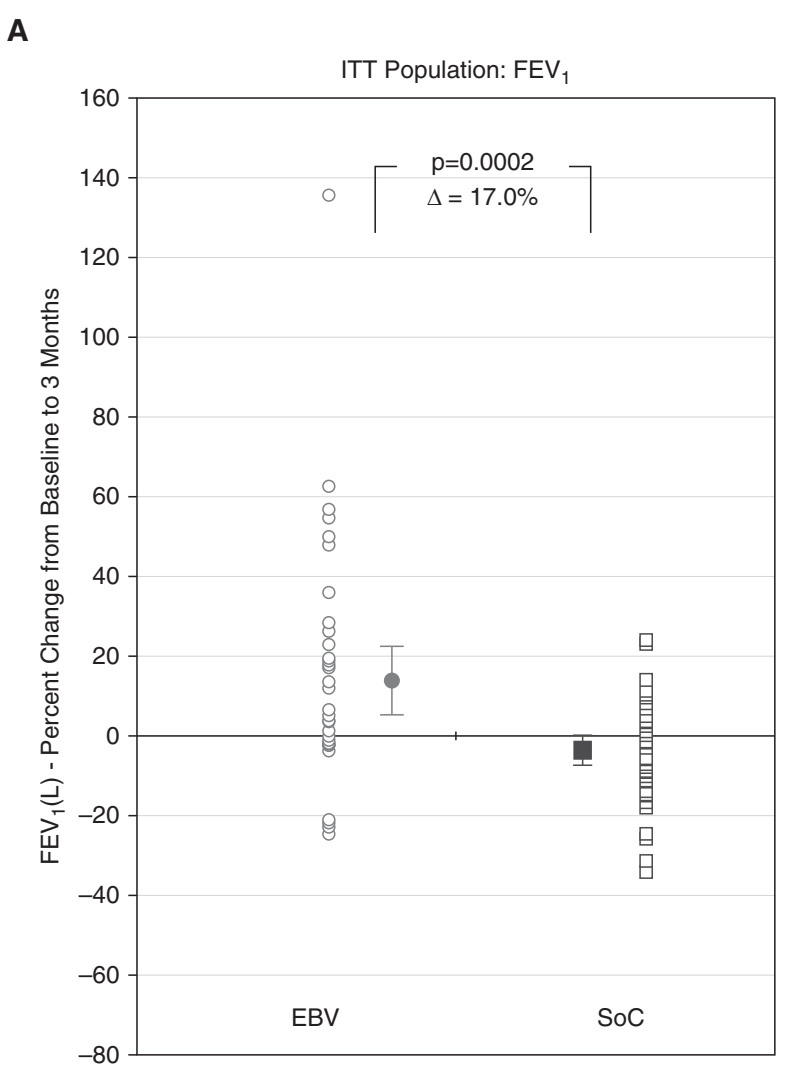 A
ITT Population: FEV1
160
p=0.0002
140
Δ = 17.0%
120
100
80
60
40
20
0
–20
–40
–60
–80
FEV1(L) - Percent Change from Baseline to 3 Months
EBV
SoC